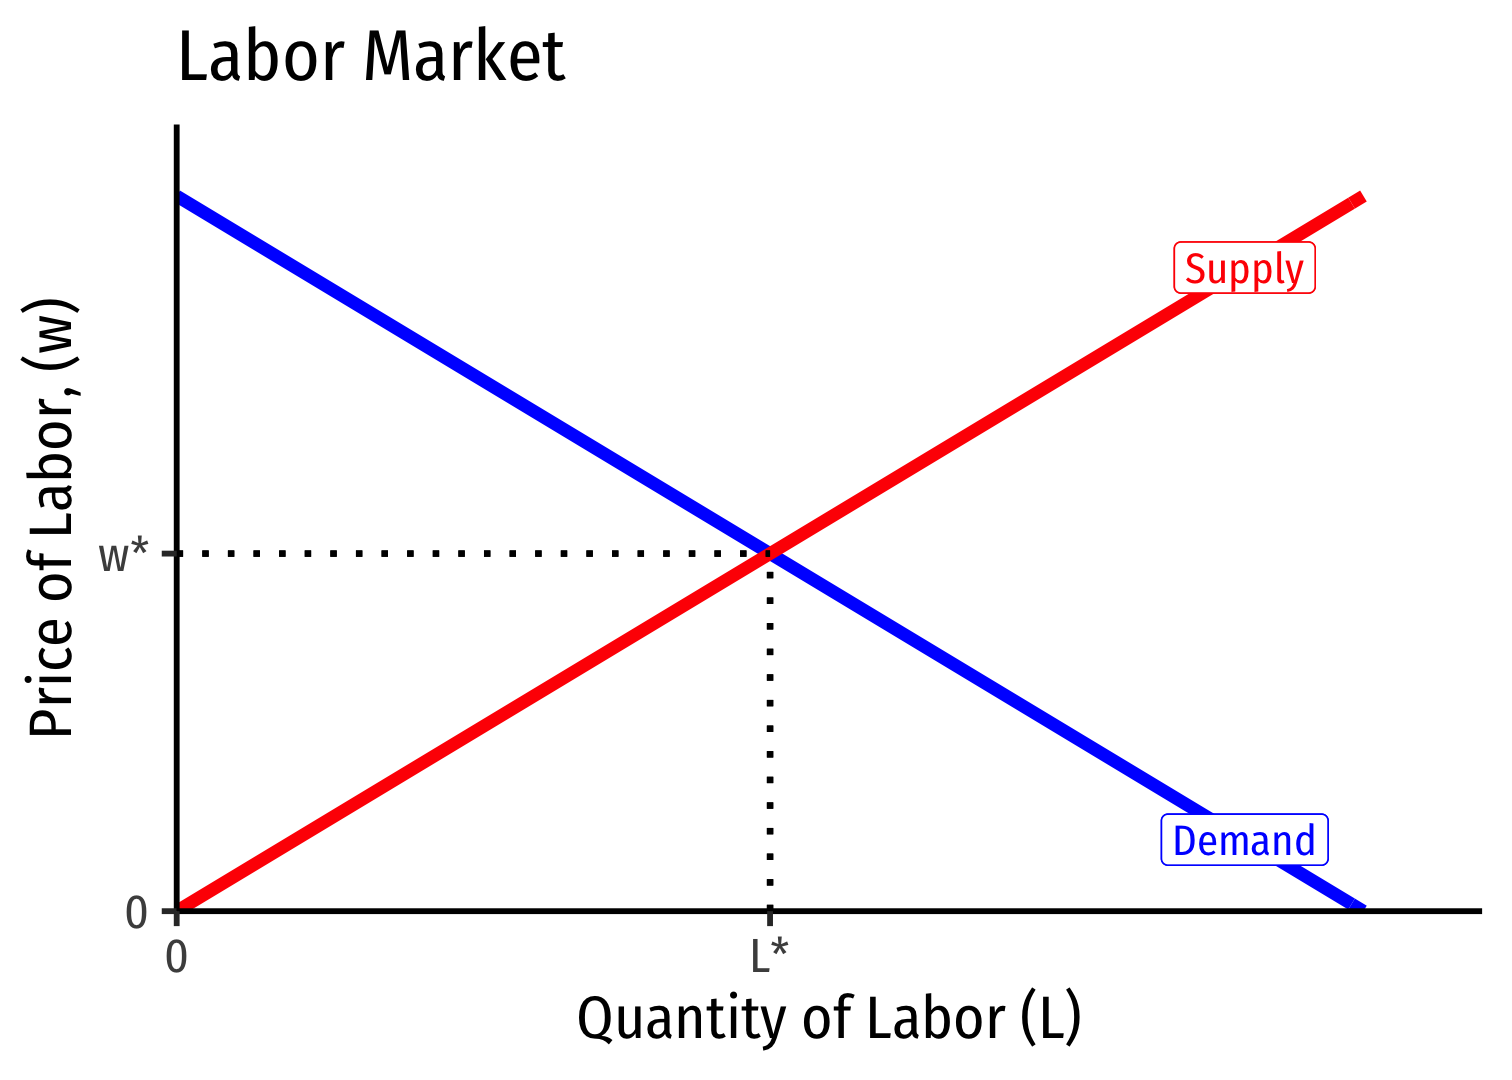 Labor Market
Price of Labor, (w)
Supply
w*
Demand
0
0
L*
Quantity of Labor (L)